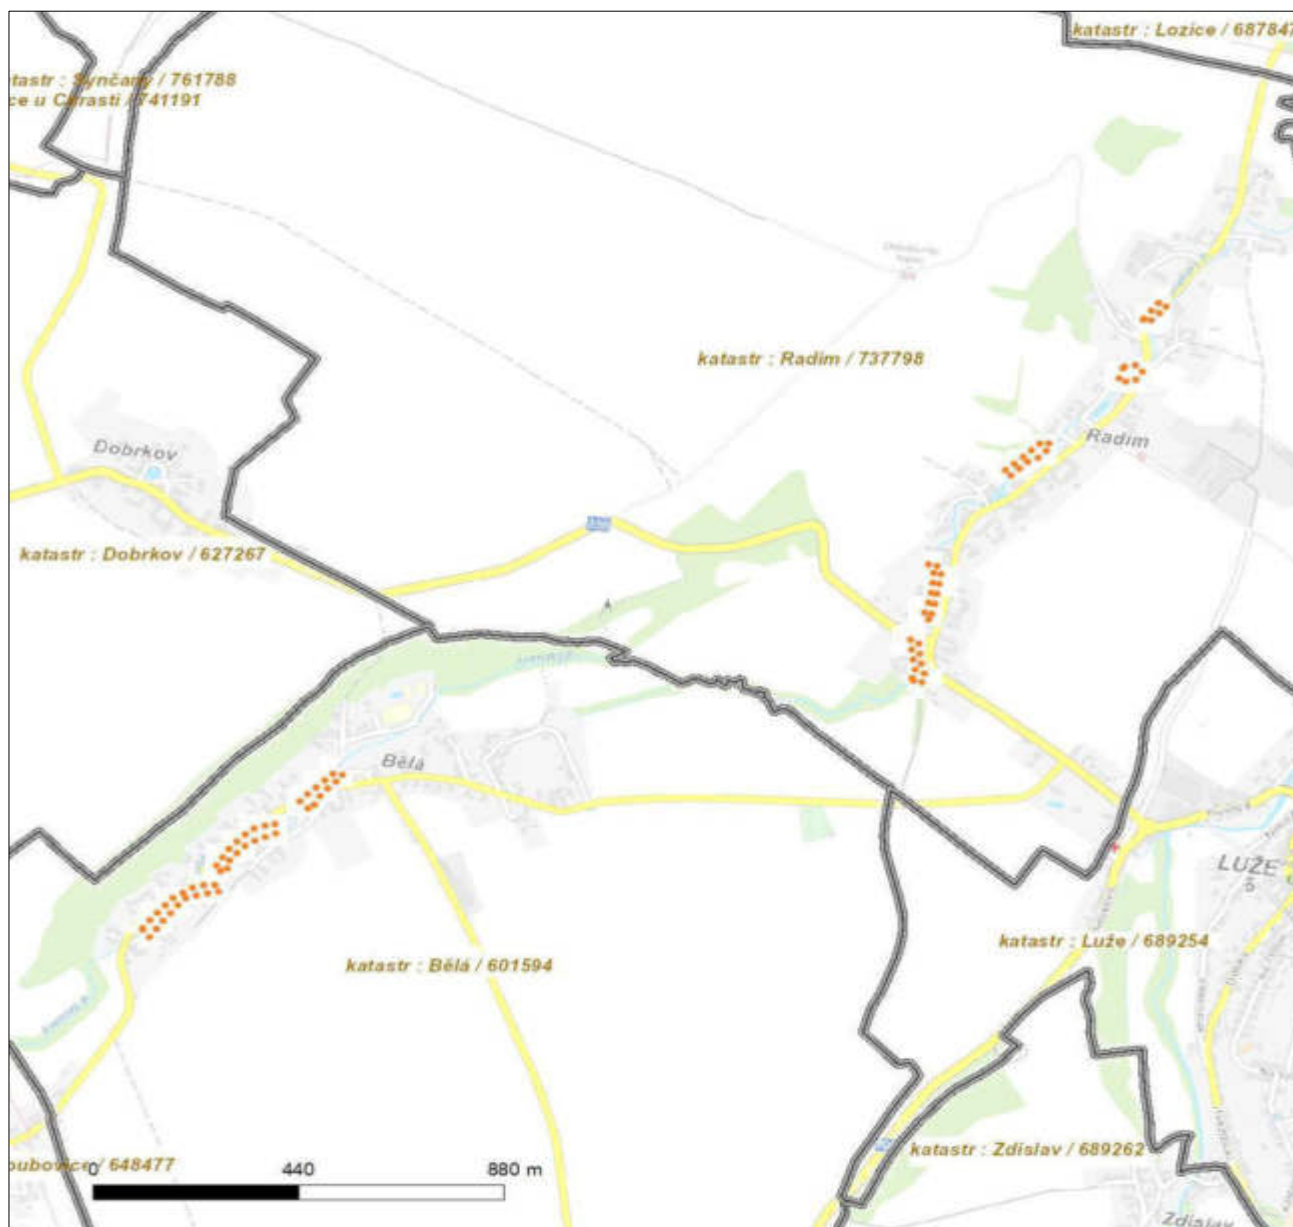 katastr : Lozice / 687847
tastr : Synčany / 761788
ce u Chrasti / 741191
katastr : Radim / 737798
Radim
Dobrkov
katastr : Dobrkov / 627267
Bělá
LUŽE
katastr : Luže / 689254
katastr : Bělá / 601594
katastr : Zdislav / 689262
oubovice / 648477
0 440 880 m
Zdislav